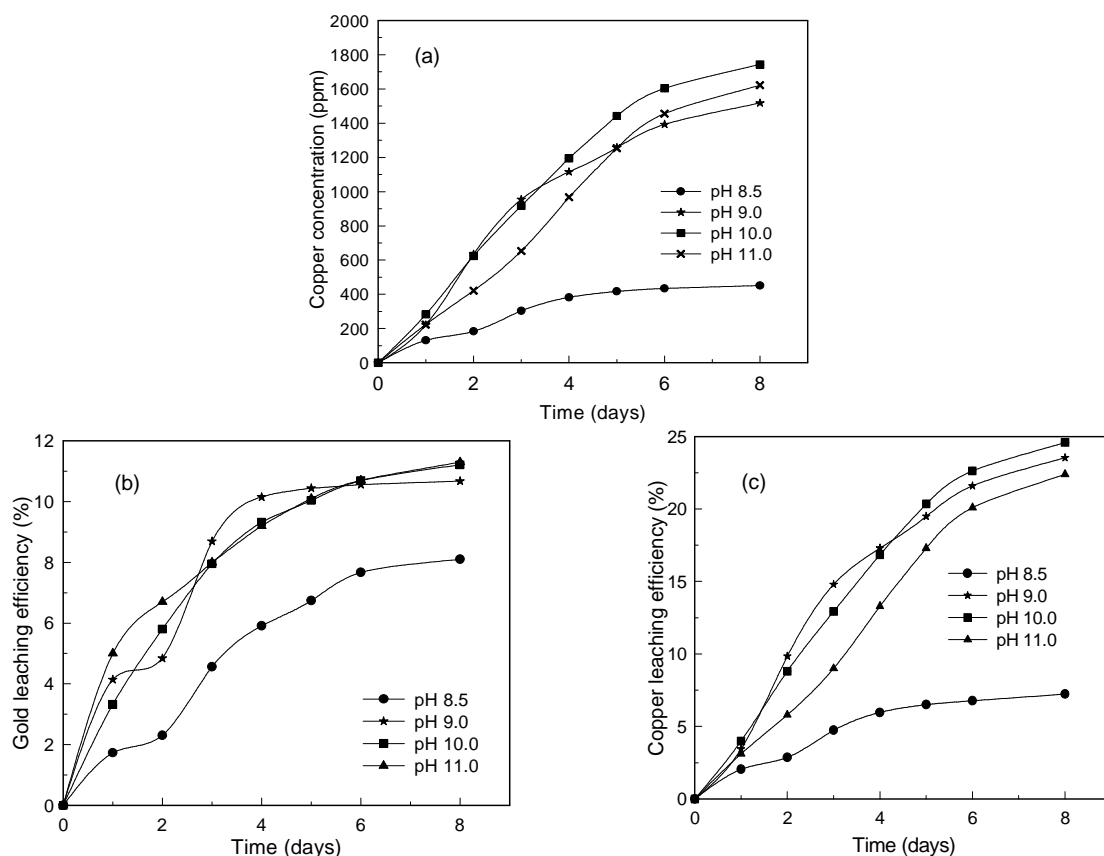 2000
1800
1600
1400
1200
1000
800
600
400
200
0
Copper concentration (ppm)
(a)
pH 8.5
pH 9.0
pH 10.0
pH 11.0
0 2 4 6 8
Time (days)
12
10
8
6
4
2
0
Gold leaching efficiency (%)
(b)
pH 8.5
pH 9.0
pH 10.0
pH 11.0
0 2 4 6 8
Time (days)
25
20
15
10
5
0
Copper leaching efficiency (%)
(c)
pH 8.5
pH 9.0
pH 10.0
pH 11.0
0 2 4 6 8
Time (days)